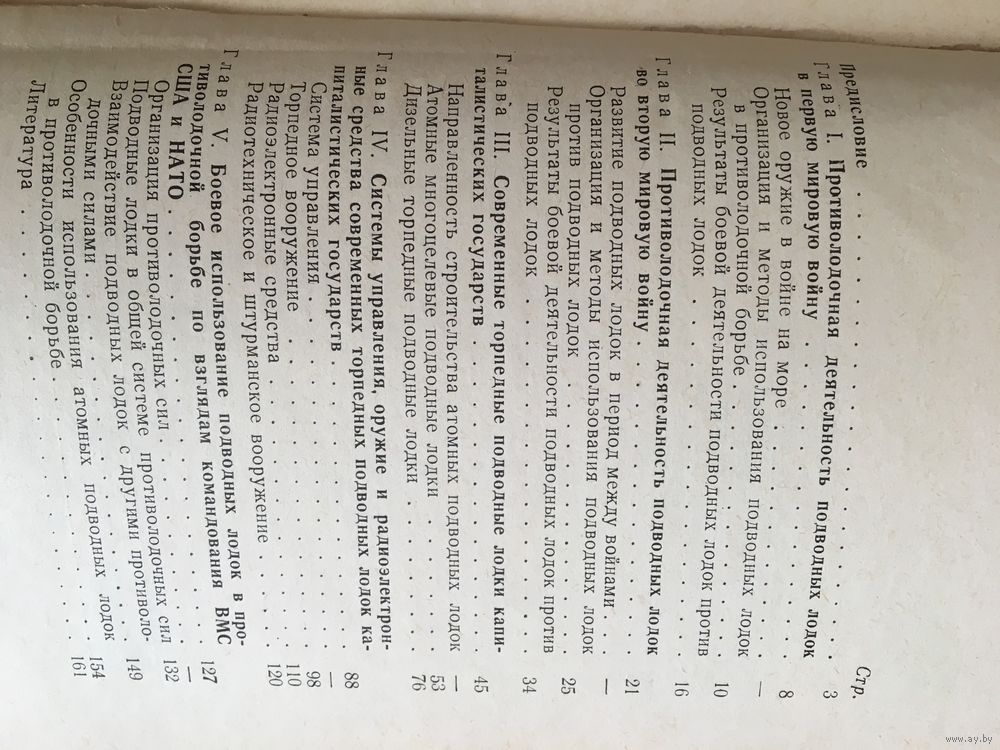 Стр.
Предисловие . . . . . . . . . . . . . . 3
Глава I. Противолодочная деятельность подводных лодок
в первую мировую войну . . . . . . . . 8
Новое оружие в войне на море . . . . . . . —
Организация и методы использования подводных лодок
в противолодочной борьбе . . . . . . . . 10
Результаты боевой деятельности подводных лодок против
подводных лодок . . . . . . . . . . 16
Глава II. Противолодочная деятельность подводных лодок
во вторую мировую войну . . . . . . . . 21
Развитие подводных лодок в период между войнами . . —
Организация и методы использования подводных лодок
против подводных лодок . . . . . . . . 25
Результаты боевой деятельности подводных лодок против
подводных лодок . . . . . . . . . . 34
Глава III. Современные торпедные подводные лодки капи-
талистических государств . . . . . . . . 45
Направленность строительства атомных подводных лодок —
Атомные многоцелевые подводные лодки . . . . 53
Дизельные торпедные подводные лодки . . . . 76
Глава IV. Системы управления, оружие и радиоэлектрон-
ные средства современных торпедных подводных лодок ка-
питалистических государств . . . . . . . . 88
Система управления . . . . . . . . . . —
Торпедное вооружение . . . . . . . . . 98
Радиоэлектронные средства . . . . . . . . 110
Радиотехническое и штурманское вооружение . . . . 120
Глава V. Боевое использование подводных лодок в про-
тиволодочной борьбе по взглядам командования ВМС
США и НАТО . . . . . . . . . . . . 127
Организация противолодочных сил . . . . . . —
Подводные лодки в общей системе противолодочных сил 132
Взаимодействие подводных лодок с другими противоло-
дочными силами . . . . . . . . . . 149
Особенности использования атомных подводных лодок
в противолодочной борьбе . . . . . . . . 154
Литература . . . . . . . . . . . . . 161
www.ay.by